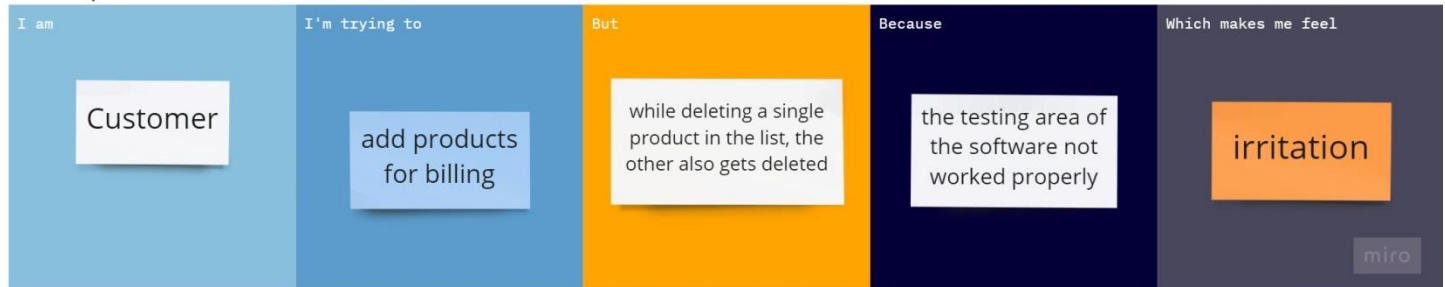 I am
Customer
I'm trying to
add products
for billing
But
while deleting a single
product in the list, the
other also gets deleted
Because
the testing area of
the software not
worked properly
Which makes me feel
irritation
miro